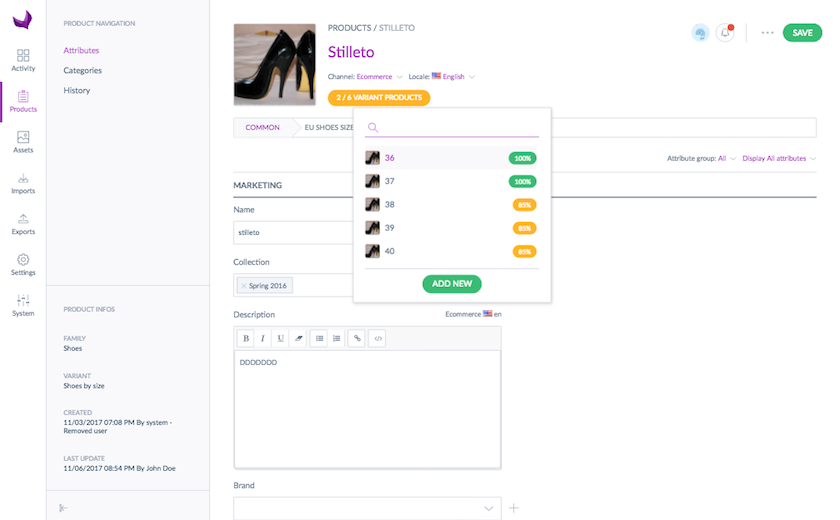 Activity
Products
Assets
Imports
Exports
Settings
System
PRODUCT NAVIGATION
Attributes
Categories
History
PRODUCT INFOS
FAMILY
Shoes
VARIANT
Shoes by size
CREATED
11/03/2017 07:08 PM By system -
Removed user
LAST UPDATE
11/06/2017 08:54 PM By John Doe
PRODUCTS / STILLETO
Stilleto
Channel: Ecommerce Locale: English
2 / 6 VARIANT PRODUCTS
SAVE
COMMON EU SHOES SIZE
36 100%
37 100%
38 85%
39 85%
40 85%
ADD NEW
Attribute group: All Display All attributes
MARKETING
Name
stilleto
Collection
× Spring 2016
Description Ecommerce en
B I U </>
DDDDDDD
Brand